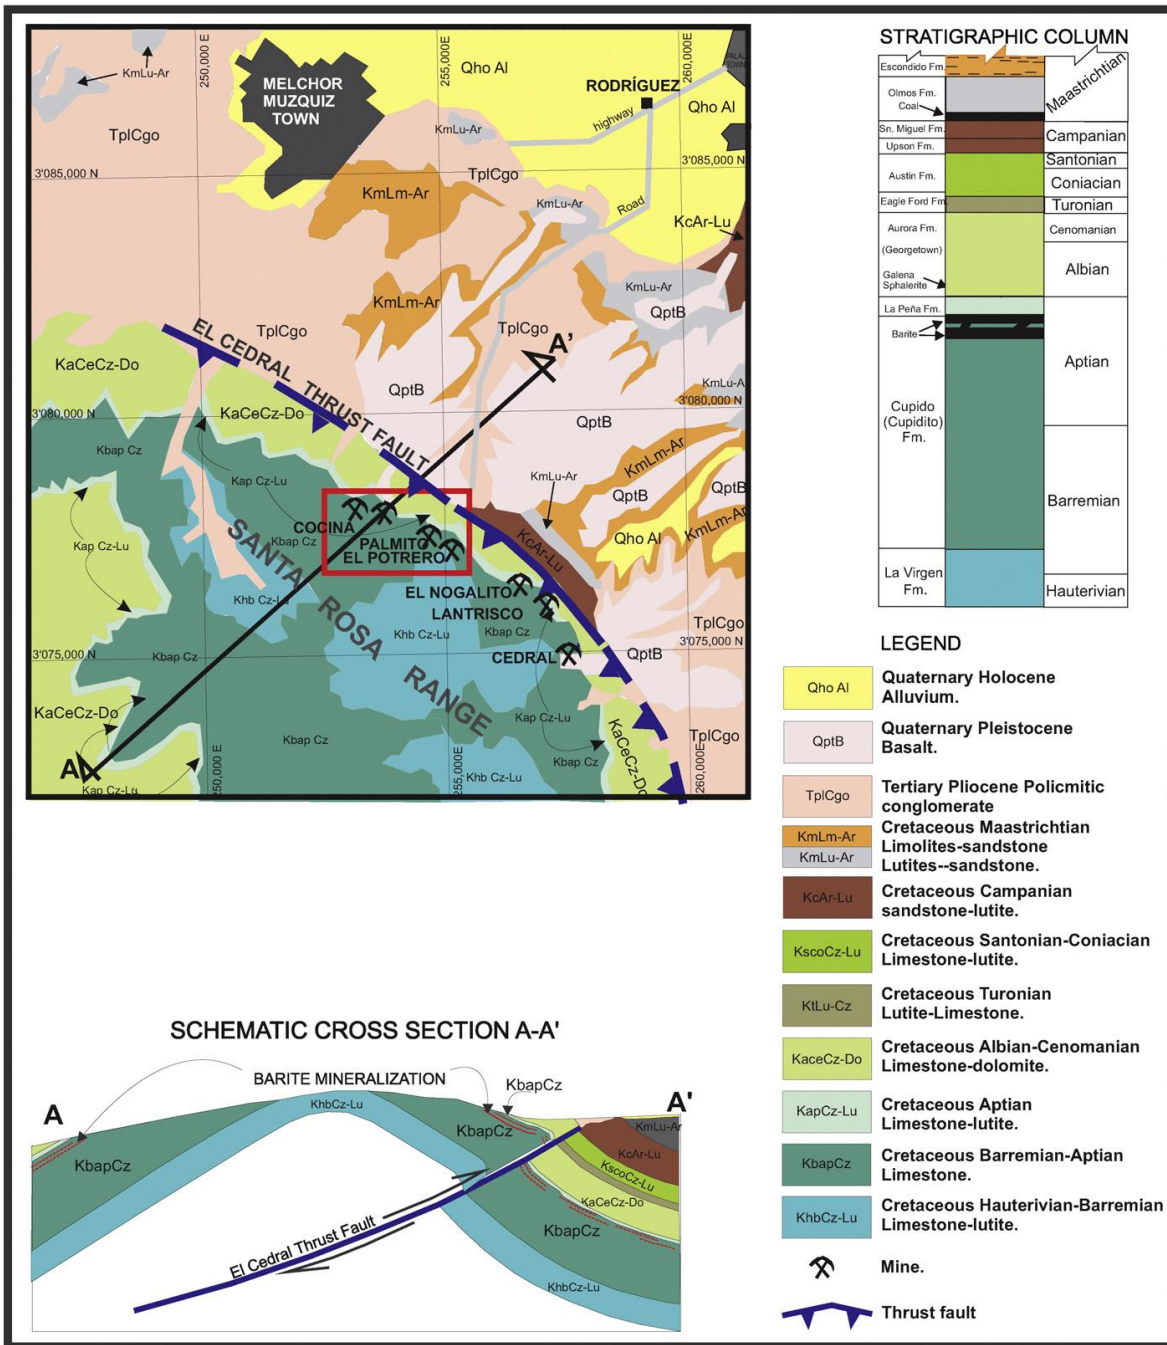 250,000 E
255,000 E
260,000 E
PALAU
TOWN
KmLu-Ar
Qho Al
MELCHOR
MUZQUIZ
TOWN
RODRÍGUEZ
highway
Qho Al
TplCgo
KmLu-Ar
3'085,000 N
TplCgo
3'085,000 N
KmLm-Ar
KmLu-Ar
Road
KcAr-Lu
KmLu-Ar
KmLm-Ar
QptB
EL CEDRAL THRUST FAULT
TplCgo
TplCgo
A'
KaCeCz-Do
QptB
KmLu-A
3'080,000 N
KaCeCz-Do
3'080,000 N
QptB
Kbap Cz
KmLm-Ar
Kap Cz-Lu
KmLu-Ar
QptB
QptB
COCINA
Kbap Cz
PALMITO
EL POTRERO
KcAr-Lu
Qho Al
KmLm-Ar
Kap Cz-Lu
SANTA ROSA RANGE
Khb Cz-Lu
EL NOGALITO
LANTRISCO
Khb Cz-Lu
Kbap Cz
TplCgo
3'075,000 N
Kbap Cz
CEDRAL
3'075,000 N
QptB
KaCeCz-Do
Kap Cz-Lu
Kbap Cz
KaCeCz-Do
TplCgo
A
Khb Cz-Lu
Kbap Cz
Kap Cz-Lu
250,000 E
255,000E
260,000E
STRATIGRAPHIC COLUMN
Escondido Fm.
Maastrichtian
Olmos Fm.
Coal
Sn. Miguel Fm.
Campanian
Upson Fm.
Santonian
Austin Fm.
Coniacian
Eagle Ford Fm.
Turonian
Aurora Fm.
Cenomanian
(Georgetown)
Albian
Galena
Sphalerite
La Peña Fm.
Barite
Aptian
Cupido
(Cupidito)
Fm.
Barremian
La Virgen
Fm.
Hauterivian
LEGEND
Qho Al
Quaternary Holocene
Alluvium.
QptB
Quaternary Pleistocene
Basalt.
TplCgo
Tertiary Pliocene Policmitic
conglomerate
KmLm-Ar
KmLu-Ar
Cretaceous Maastrichtian
Limolites-sandstone
Lutites--sandstone.
KcAr-Lu
Cretaceous Campanian
sandstone-lutite.
KscoCz-Lu
Cretaceous Santonian-Coniacian
Limestone-lutite.
KtLu-Cz
Cretaceous Turonian
Lutite-Limestone.
KaceCz-Do
Cretaceous Albian-Cenomanian
Limestone-dolomite.
KapCz-Lu
Cretaceous Aptian
Limestone-lutite.
KbapCz
Cretaceous Barremian-Aptian
Limestone.
KhbCz-Lu
Cretaceous Hauterivian-Barremian
Limestone-lutite.
Mine.
Thrust fault
SCHEMATIC CROSS SECTION A-A'
BARITE MINERALIZATION
KbapCz
A
A'
KhbCz-Lu
KbapCz
KbapCz
KmLu-Ar
KcAr-Lu
KscoCz-Lu
KaCeCz-Do
KbapCz
El Cedral Thrust Fault
KhbCz-Lu